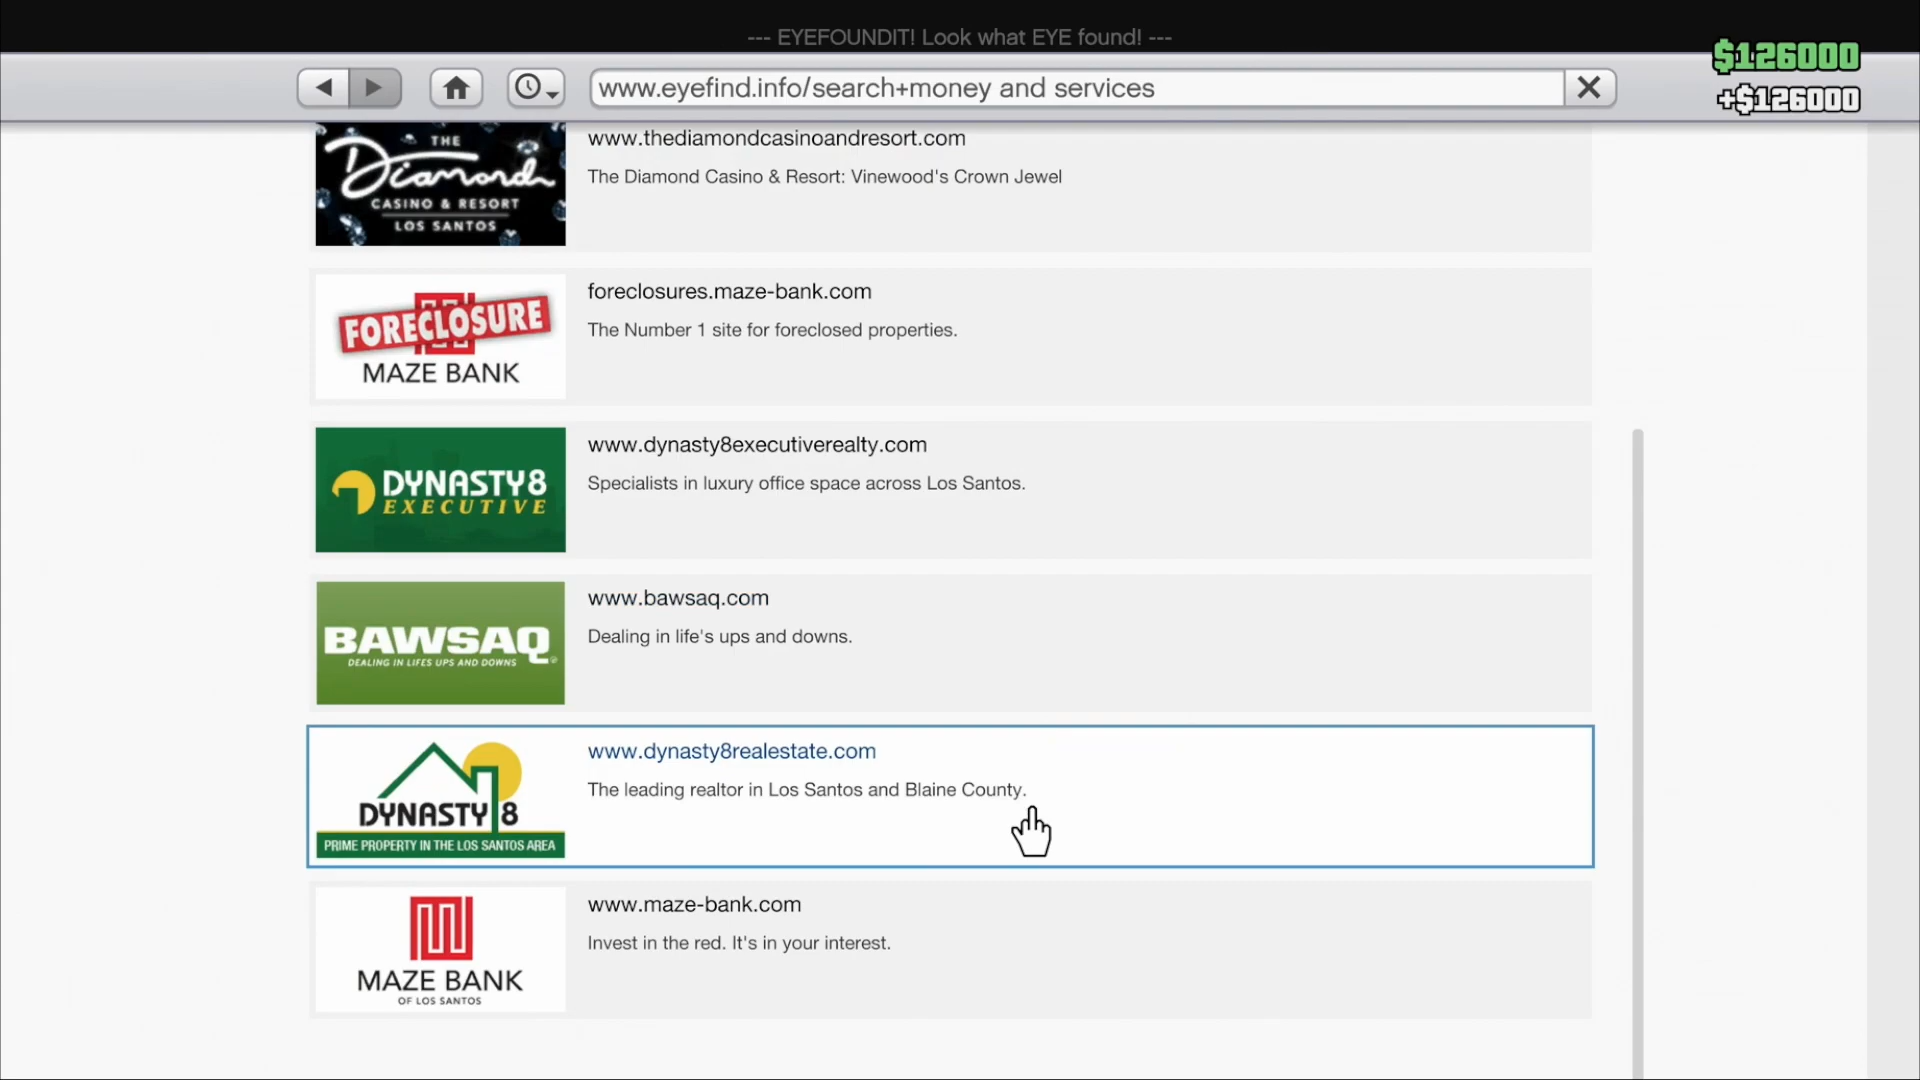 --- EYEFOUNDIT! Look what EYE found! ---
$126000
www.eyefind.info/search+money and services
+$126000
THE
Diamond
CASINO & RESORT
LOS SANTOS
www.thediamondcasinoandresort.com
The Diamond Casino & Resort: Vinewood's Crown Jewel
FORECLOSURE
MAZE BANK
foreclosures.maze-bank.com
The Number 1 site for foreclosed properties.
DYNASTY8
EXECUTIVE
www.dynasty8executiverealty.com
Specialists in luxury office space across Los Santos.
BAWSAQ
DEALING IN LIFES UPS AND DOWNS
www.bawsaq.com
Dealing in life's ups and downs.
DYNASTY 8
PRIME PROPERTY IN THE LOS SANTOS AREA
www.dynasty8realestate.com
The leading realtor in Los Santos and Blaine County.
MAZE BANK
OF LOS SANTOS
www.maze-bank.com
Invest in the red. It's in your interest.